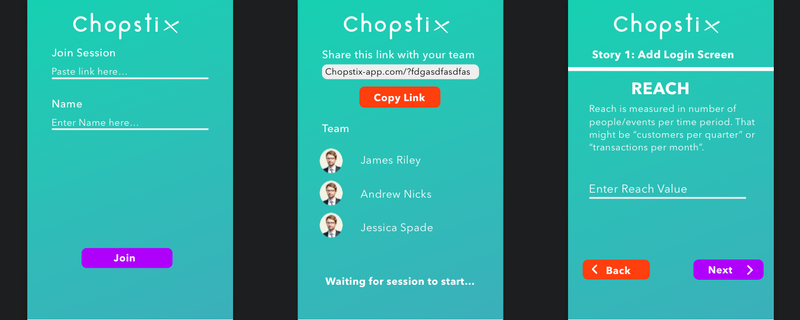 Chopstix
Join Session
Paste link here...
Name
Enter Name here...
Join
Chopstix
Share this link with your team
Chopstix-app.com/?fdgasdfasdfas
Copy Link
Team
James Riley
Andrew Nicks
Jessica Spade
Waiting for session to start...
Chopstix
Story 1: Add Login Screen
REACH
Reach is measured in number of
people/events per time period. That
might be “customers per quarter” or
“transactions per month”.
Enter Reach Value
Back
Next